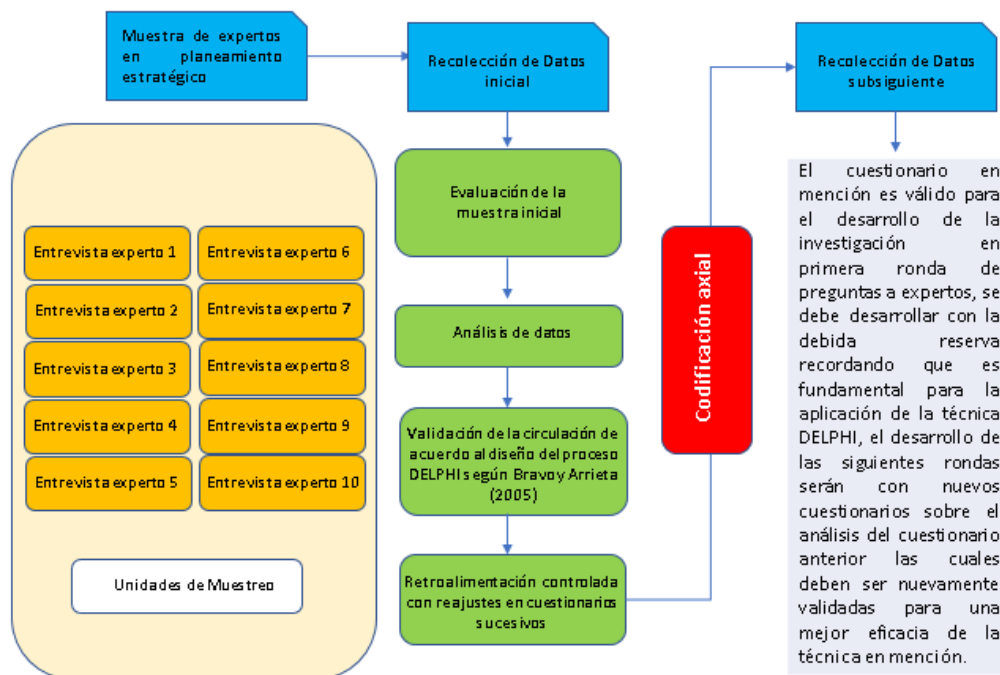 Muestra de expertos
en planeamiento
estratégico
Recolección de Datos
inicial
Recolección de Datos
subsiguiente
Entrevista experto 1
Entrevista experto 2
Entrevista experto 3
Entrevista experto 4
Entrevista experto 5
Entrevista experto 6
Entrevista experto 7
Entrevista experto 8
Entrevista experto 9
Entrevista experto 10
Unidades de Muestreo
Evaluación de la
muestra inicial
Análisis de datos
Validación de la circulación de
acuerdo al diseño del proceso
DELPHI según Bravo y Arrieta
(2005)
Retroalimentación controlada
con reajustes en cuestionarios
sucesivos
Codificación axial
El cuestionario en
mención es válido para
el desarrollo de la
investigación en
primera ronda de
preguntas a expertos, se
debe desarrollar con la
debida reserva
recordando que es
fundamental para la
aplicación de la técnica
DELPHI, el desarrollo de
las siguientes rondas
serán con nuevos
cuestionarios sobre el
análisis del cuestionario
anterior las cuales
deben ser nuevamente
validadas para una
mejor eficacia de la
técnica en mención.